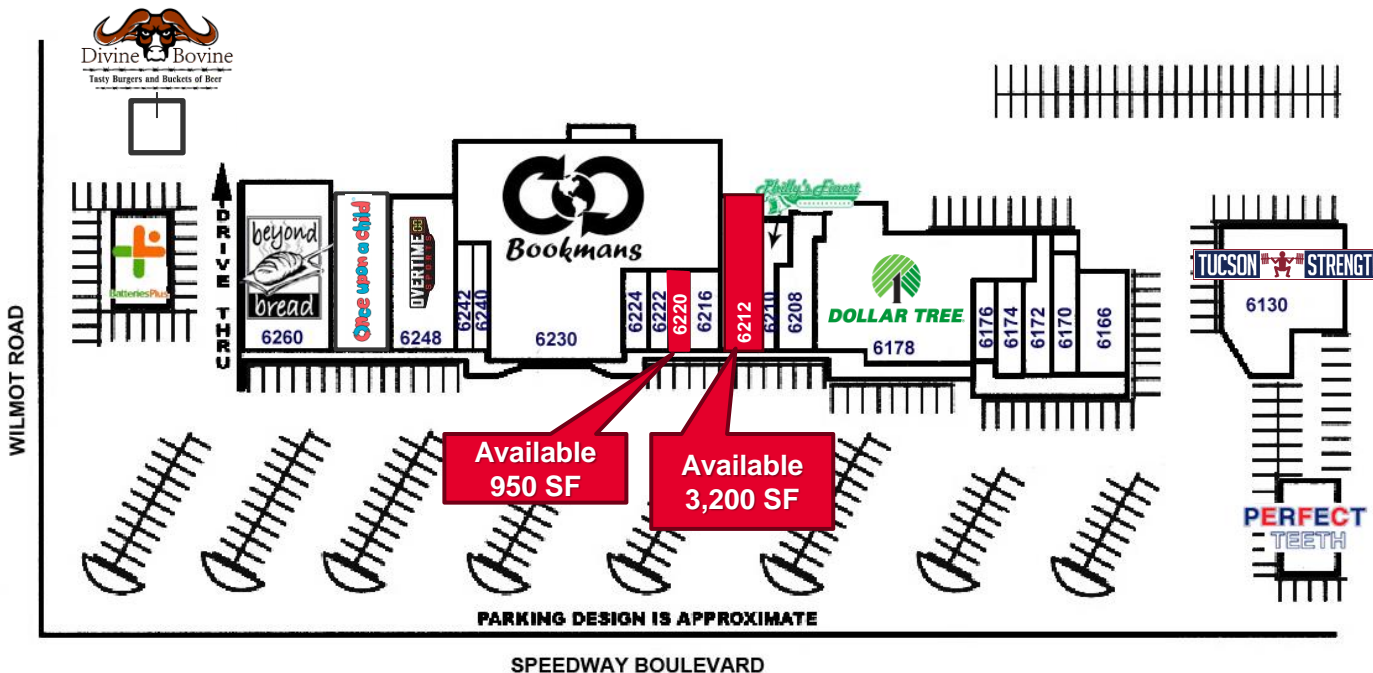 Divine Bovine
Tasty Burgers and Buckets of Beer
BatteriesPlus
DRIVE THRU
beyond
bread
6260
once upon a child
OVERTIME
SPORTS
6248
6242
6240
Bookmans
6230
6224
6222
6220
6216
6212
Philly's Finest
6210
6208
DOLLAR TREE
6178
6176
6174
6172
6170
6166
TUCSON STRENGT
6130
PERFECT
TEETH
Available
950 SF
Available
3,200 SF
WILMOT ROAD
PARKING DESIGN IS APPROXIMATE
SPEEDWAY BOULEVARD